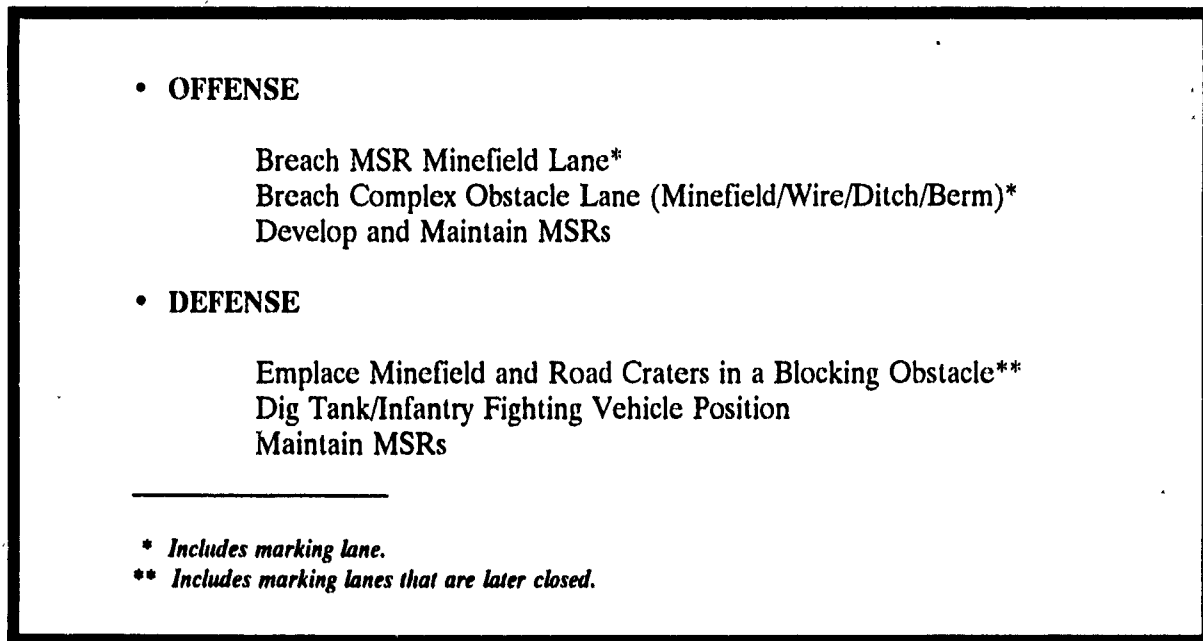 • OFFENSE
Breach MSR Minefield Lane*
Breach Complex Obstacle Lane (Minefield/Wire/Ditch/Berm)*
Develop and Maintain MSRs
• DEFENSE
Emplace Minefield and Road Craters in a Blocking Obstacle**
Dig Tank/Infantry Fighting Vehicle Position
Maintain MSRs
* Includes marking lane.
** Includes marking lanes that are later closed.